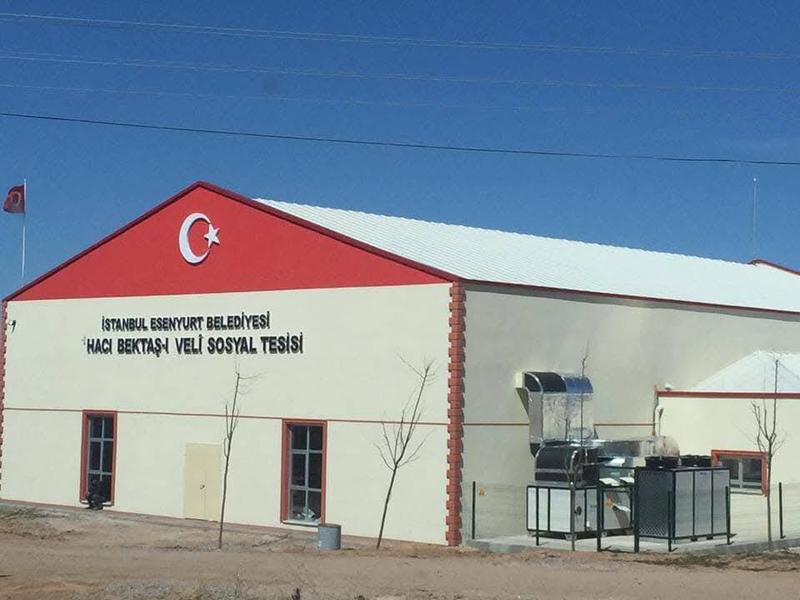 İSTANBUL ESENYURT BELEDİYESİ
HACI BEKTAŞ-I VELİ SOSYAL TESİSİ